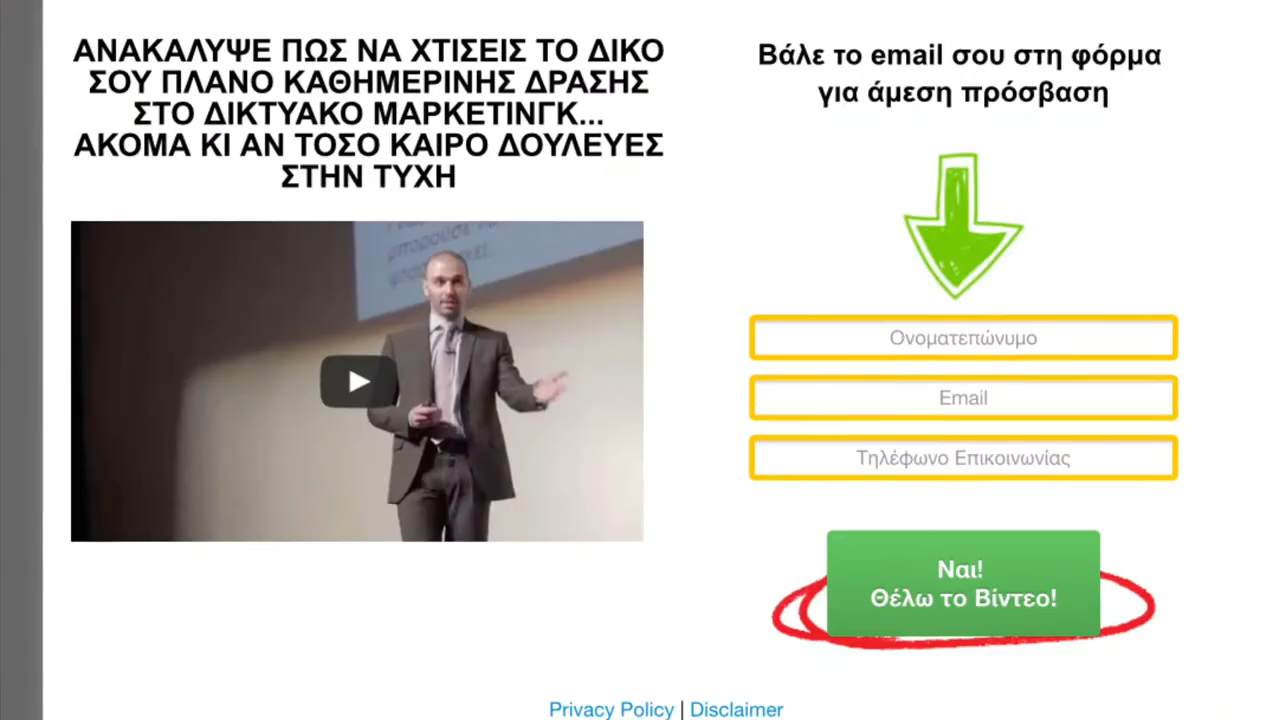 ΑΝΑΚΑΛΥΨΕ ΠΩΣ ΝΑ ΧΤΙΣΕΙΣ ΤΟ ΔΙΚΟ
ΣΟΥ ΠΛΑΝΟ ΚΑΘΗΜΕΡΙΝΗΣ ΔΡΑΣΗΣ
ΣΤΟ ΔΙΚΤΥΑΚΟ ΜΑΡΚΕΤΙΝΓΚ...
ΑΚΟΜΑ ΚΙ ΑΝ ΤΟΣΟ ΚΑΙΡΟ ΔΟΥΛΕΥΕΣ
ΣΤΗΝ ΤΥΧΗ
μπορούσε
Βάλε το email σου στη φόρμα
για άμεση πρόσβαση
Ονοματεπώνυμο
Email
Τηλέφωνο Επικοινωνίας
Ναι!
Θέλω το Βίντεο!
Privacy Policy | Disclaimer